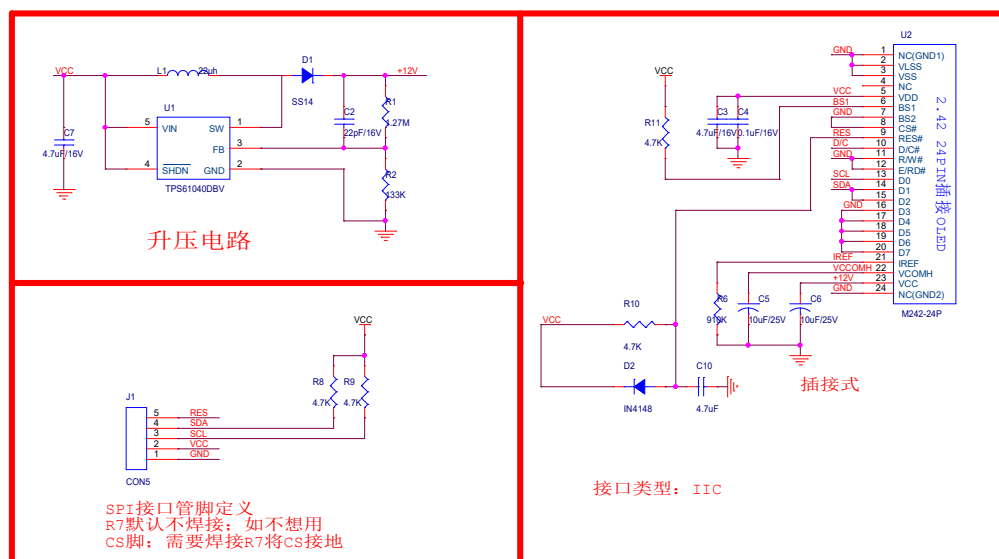 VCC
L1
22uh
D1
SS14
+12V
U1
5
VIN
SW
1
FB
3
4
SHDN
GND
2
TPS61040DBV
C7
4.7uF/16V
C2
22pF/16V
R1
1.27M
R2
133K
升压电路
VCC
R8
4.7K
R9
4.7K
J1
5
RES
4
SDA
3
SCL
2
VCC
1
GND
CON5
SPI接口管脚定义
R7默认不焊接; 如不想用
CS脚; 需要焊接R7将CS接地
U2
GND
1
NC(GND1)
2
VLSS
3
VSS
4
NC
VCC
5
VDD
BS1
6
BS1
GND
7
BS2
8
CS#
RES
9
RES#
D/C
10
D/C#
GND
11
R/W#
12
E/RD#
SCL
13
D0
SDA
14
D1
15
D2
GND
16
D3
17
D4
18
D5
19
D6
20
D7
IREF
21
IREF
VCCOMH
22
VCOMH
+12V
23
VCC
GND
24
NC(GND2)
2.42 24PIN插接OLED
M242-24P
VCC
R11
4.7K
C3
4.7uF/16V
C4
0.1uF/16V
R6
910K
C5
10uF/25V
C6
10uF/25V
VCC
R10
4.7K
D2
IN4148
C10
4.7uF
插接式
接口类型: IIC